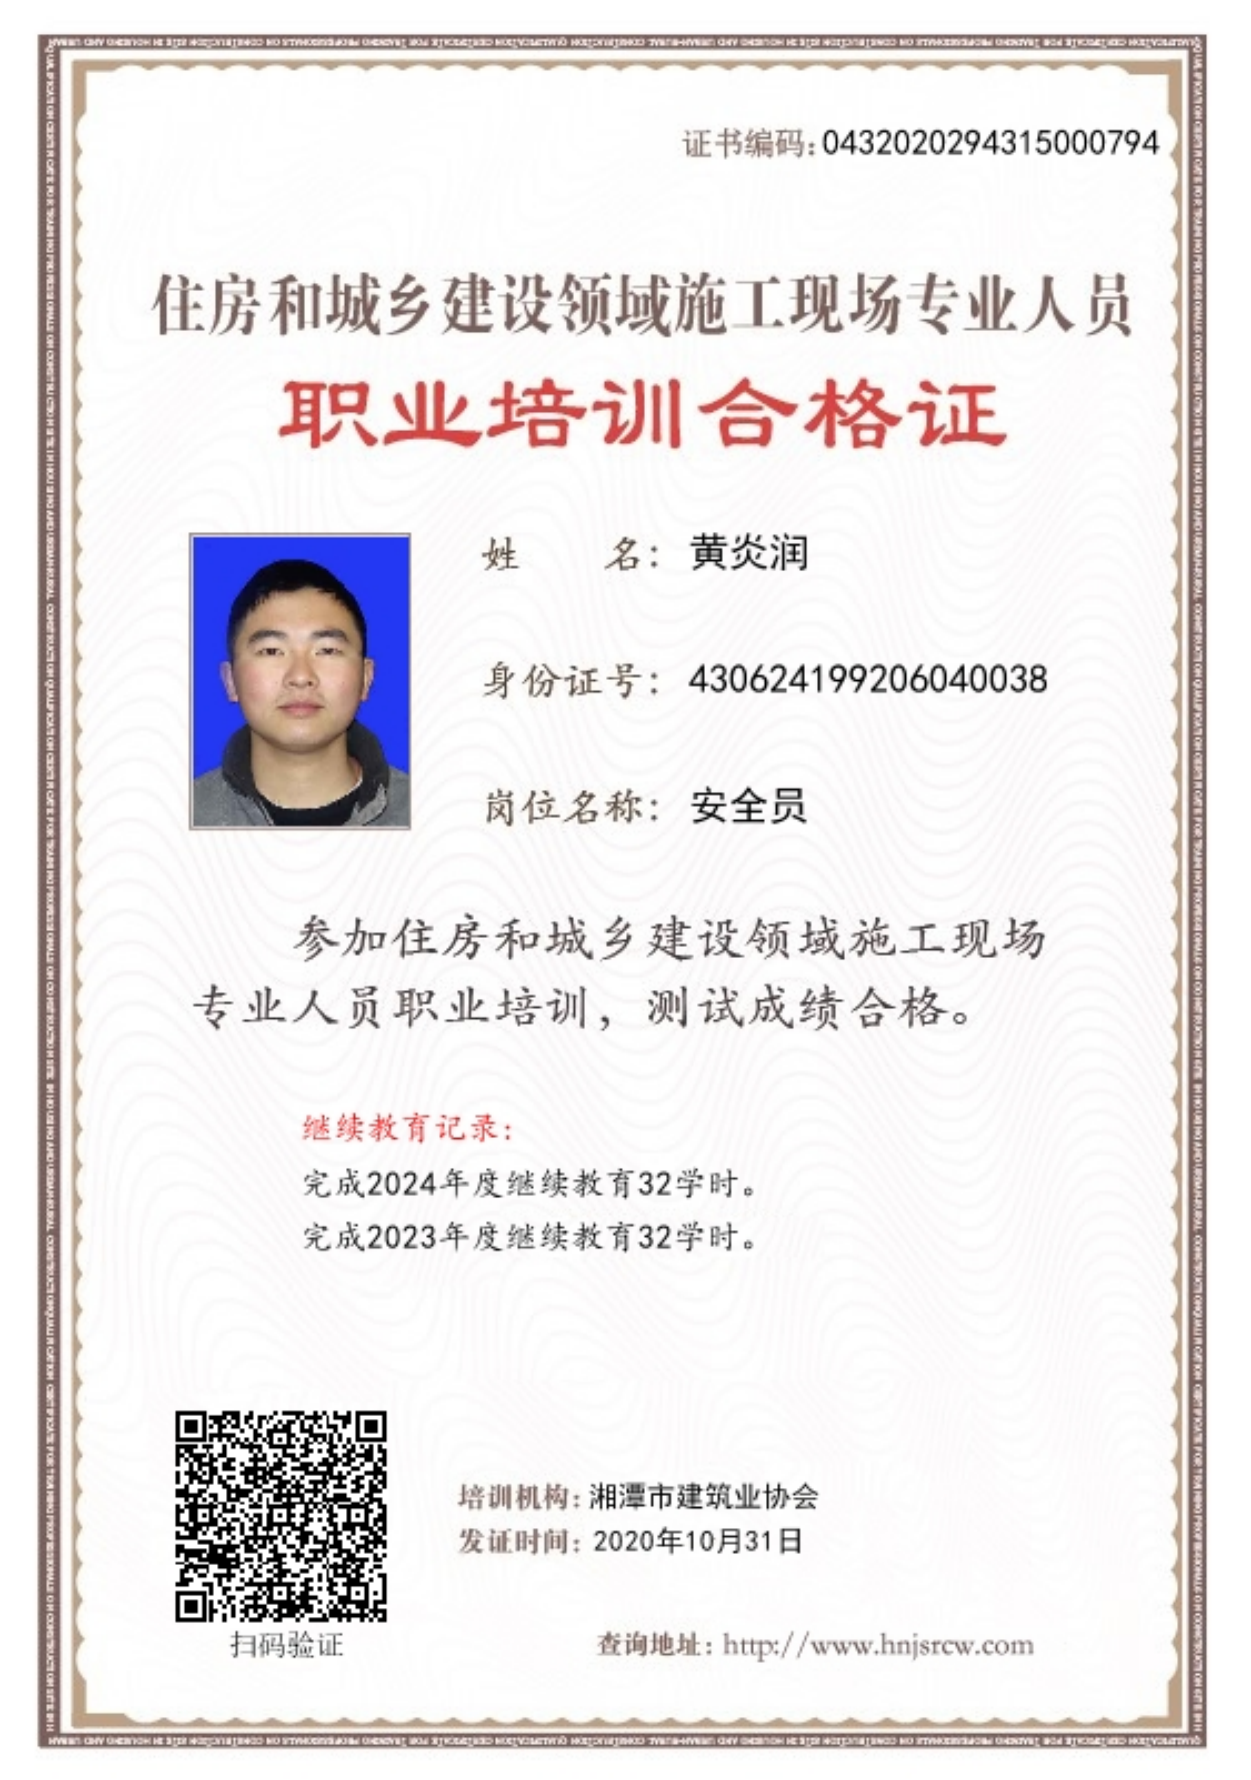 证书编码:0432020294315000794
住房和城乡建设领域施工现场专业人员
职业培训合格证
姓 名: 黄炎润
身份证号: 430624199206040038
岗位名称: 安全员
参加住房和城乡建设领域施工现场
专业人员职业培训，测试成绩合格。
继续教育记录:
完成2024年度继续教育32学时。
完成2023年度继续教育32学时。
培训机构: 湘潭市建筑业协会
发证时间: 2020年10月31日
扫码验证
查询地址: http://www.hnjsrcw.com